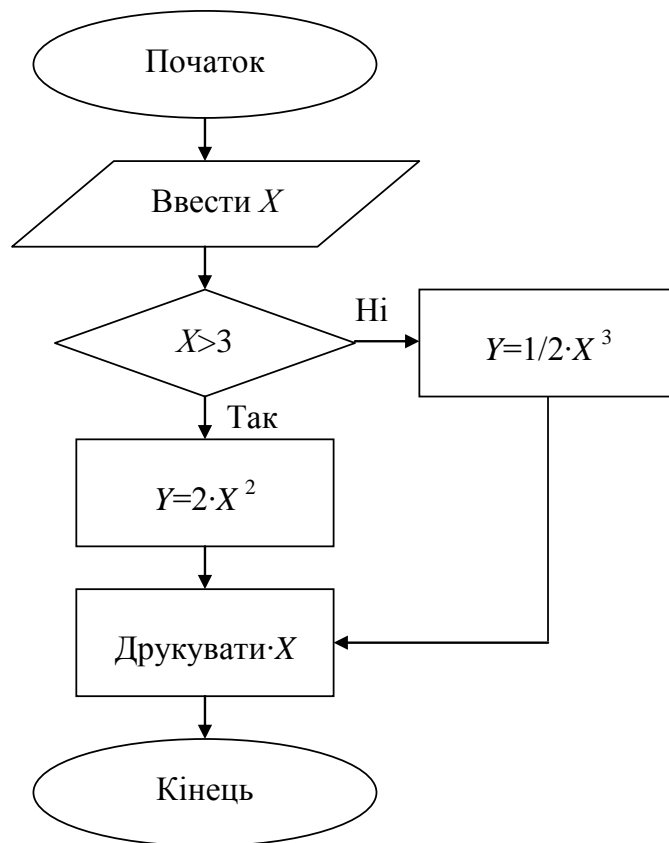 Початок
Ввести X
X>3
Ні
Y=1/2·X ³
Так
Y=2·X ²
Друкувати·X
Кінець